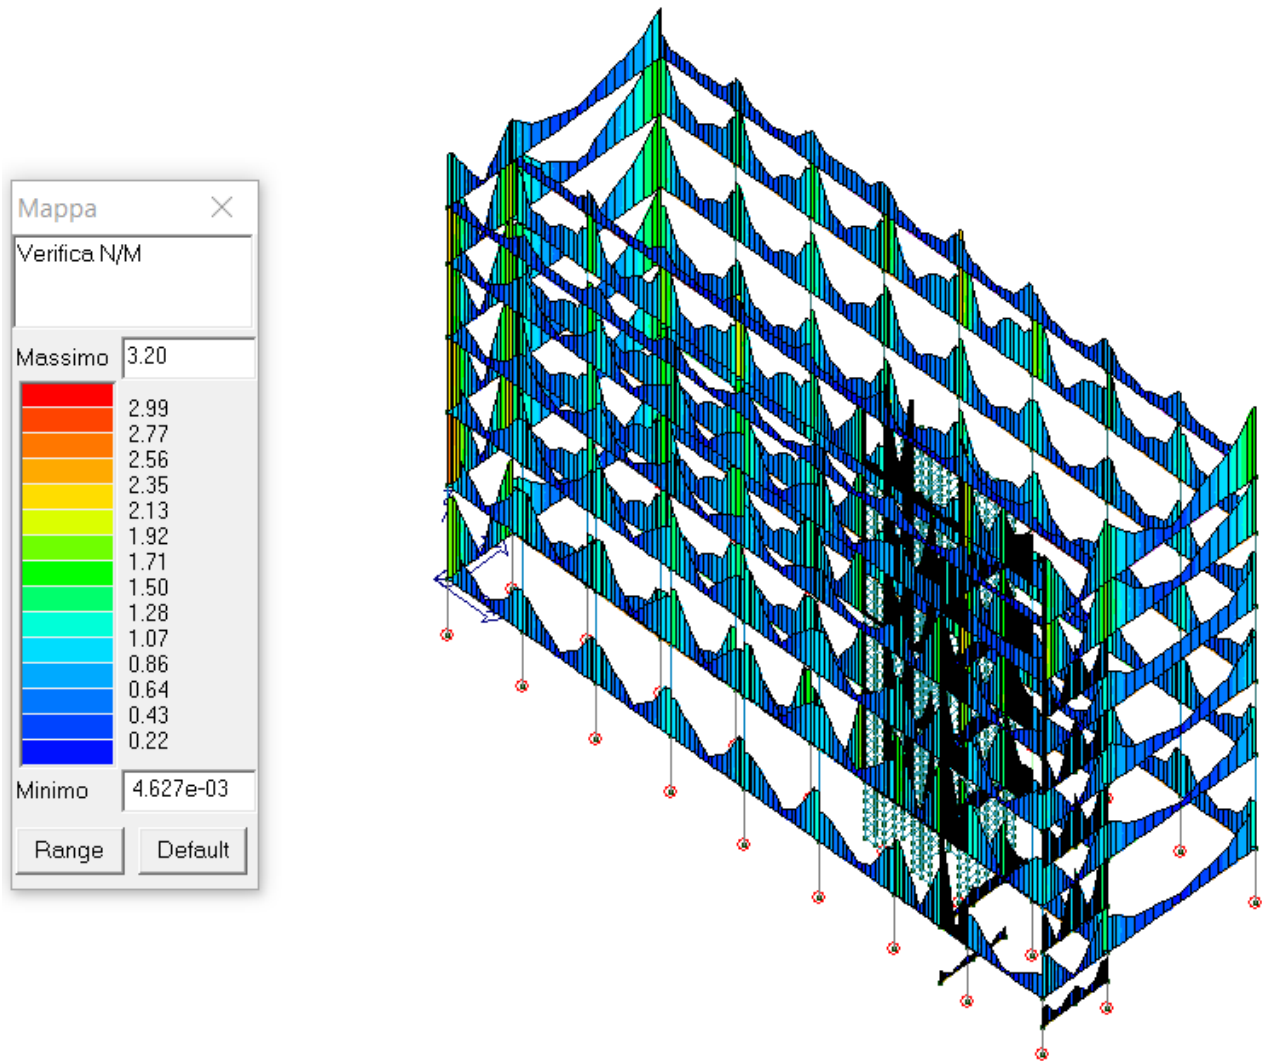 Mappa
Verifica N/M
Massimo 3.20
2.99
2.77
2.56
2.35
2.13
1.92
1.71
1.50
1.28
1.07
0.86
0.64
0.43
0.22
Minimo 4.627e-03
Range Default